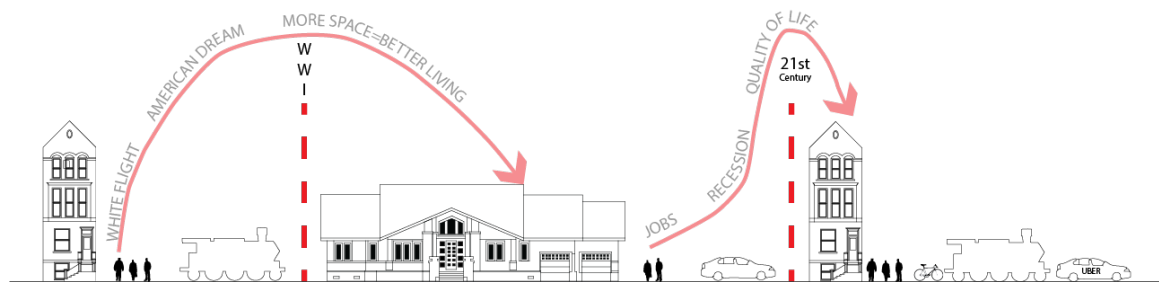 WHITE FLIGHT
AMERICAN DREAM
MORE SPACE=BETTER LIVING
W
W
I
JOBS
RECESSION
QUALITY OF LIFE
21st
Century
UBER